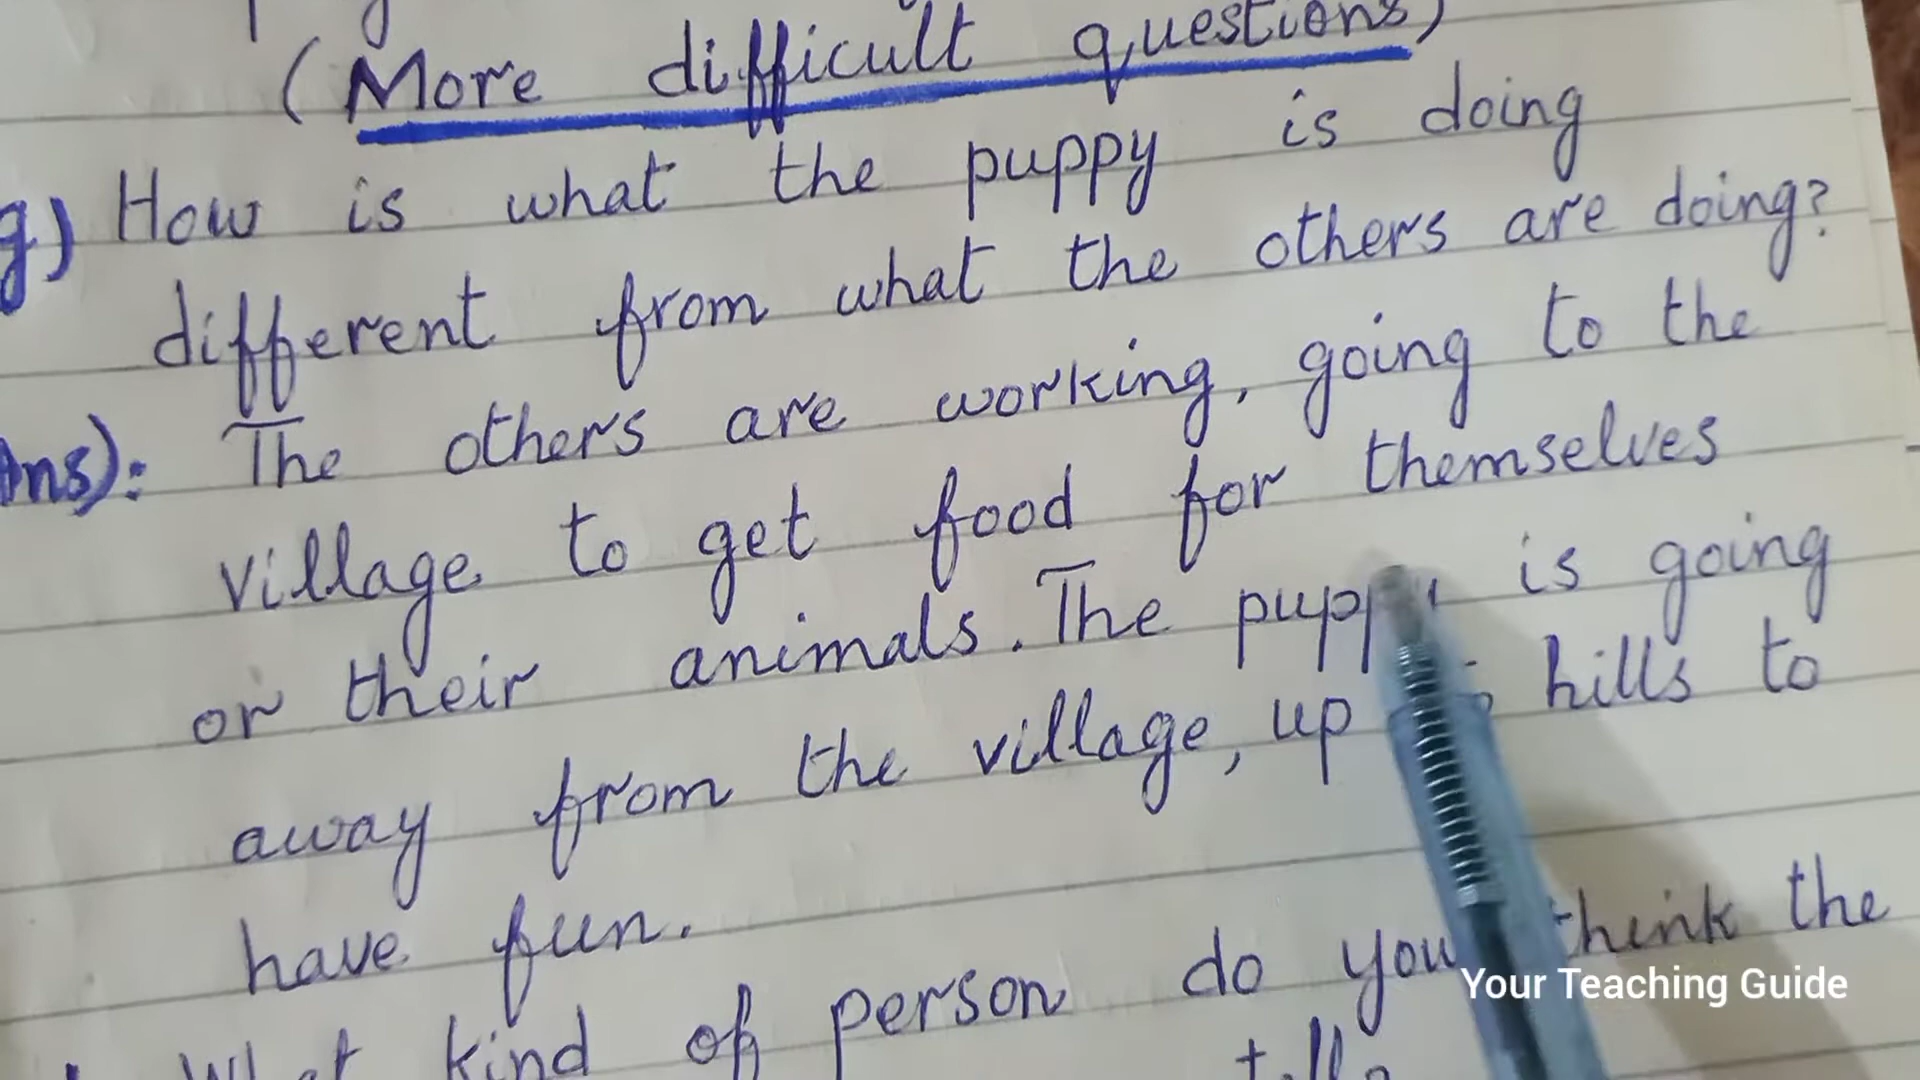 (More difficult questions)
g) How is what the puppy is doing
different from what the others are doing?
Ans): The others are working, going to the
village to get food for themselves
or their animals. The puppy is going
away from the village, up hills to
have fun.
What kind of person do you think the
Your Teaching Guide